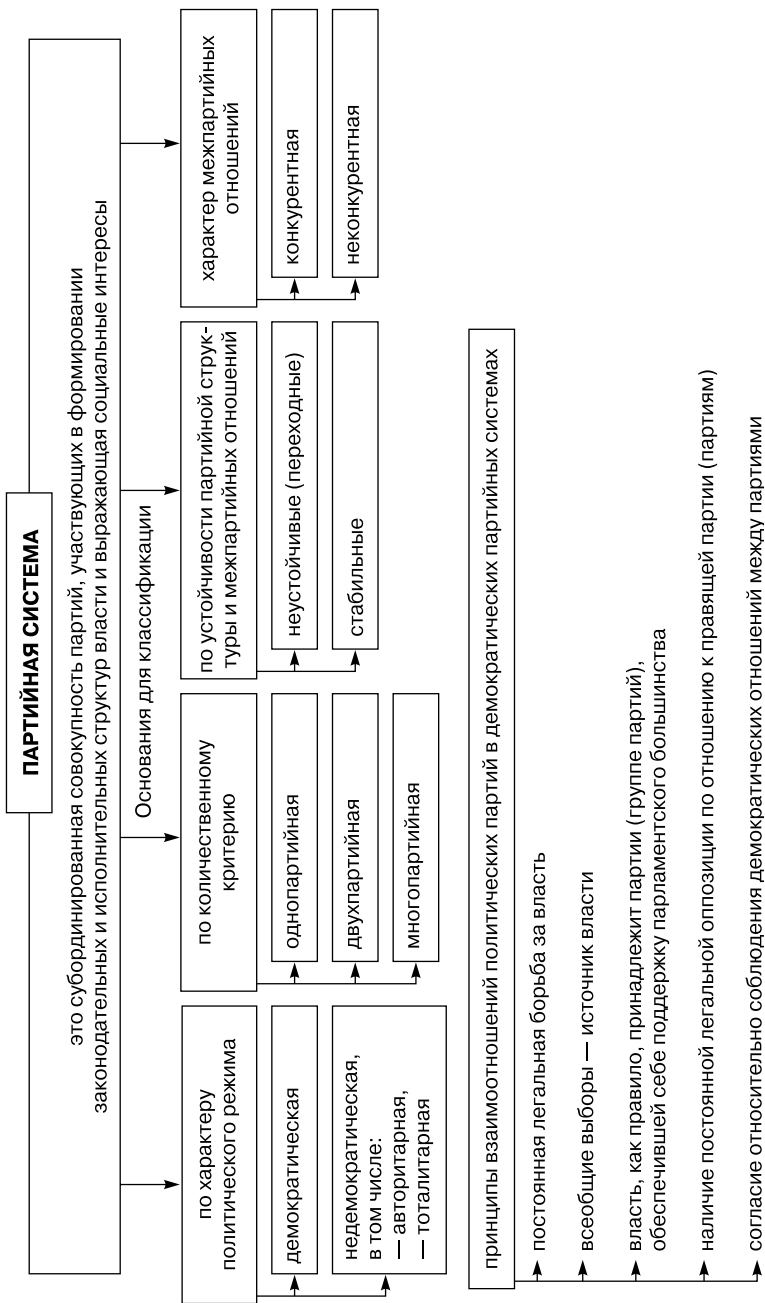 ПАРТИЙНАЯ СИСТЕМА
это субординированная совокупность партий, участвующих в формировании
законодательных и исполнительных структур власти и выражающая социальные интересы
Основания для классификации
по характеру
политического режима
демократическая
недемократическая,
в том числе:
— авторитарная,
— тоталитарная
по количественному
критерию
однопартийная
двухпартийная
многопартийная
по устойчивости партийной струк-
туры и межпартийных отношений
неустойчивые (переходные)
стабильные
характер межпартийных
отношений
конкурентная
неконкурентная
принципы взаимоотношений политических партий в демократических партийных системах
постоянная легальная борьба за власть
всеобщие выборы — источник власти
власть, как правило, принадлежит партии (группе партий),
обеспечившей себе поддержку парламентского большинства
наличие постоянной легальной оппозиции по отношению к правящей партии (партиям)
согласие относительно соблюдения демократических отношений между партиями